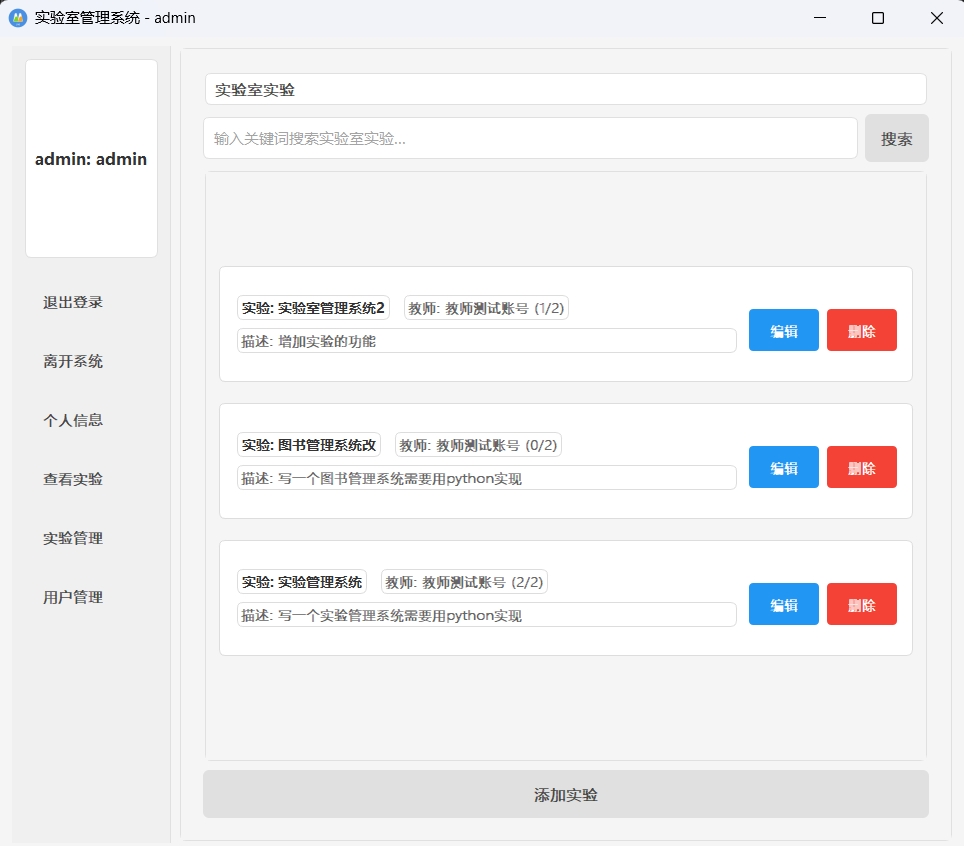 实验室管理系统 - admin
admin: admin
退出登录
离开系统
个人信息
查看实验
实验管理
用户管理
实验室实验
输入关键词搜索实验室实验...
搜索
实验: 实验室管理系统2
教师: 教师测试账号 (1/2)
描述: 增加实验的功能
编辑
删除
实验: 图书管理系统改
教师: 教师测试账号 (0/2)
描述: 写一个图书管理系统需要用python实现
编辑
删除
实验: 实验管理系统
教师: 教师测试账号 (2/2)
描述: 写一个实验管理系统需要用python实现
编辑
删除
添加实验